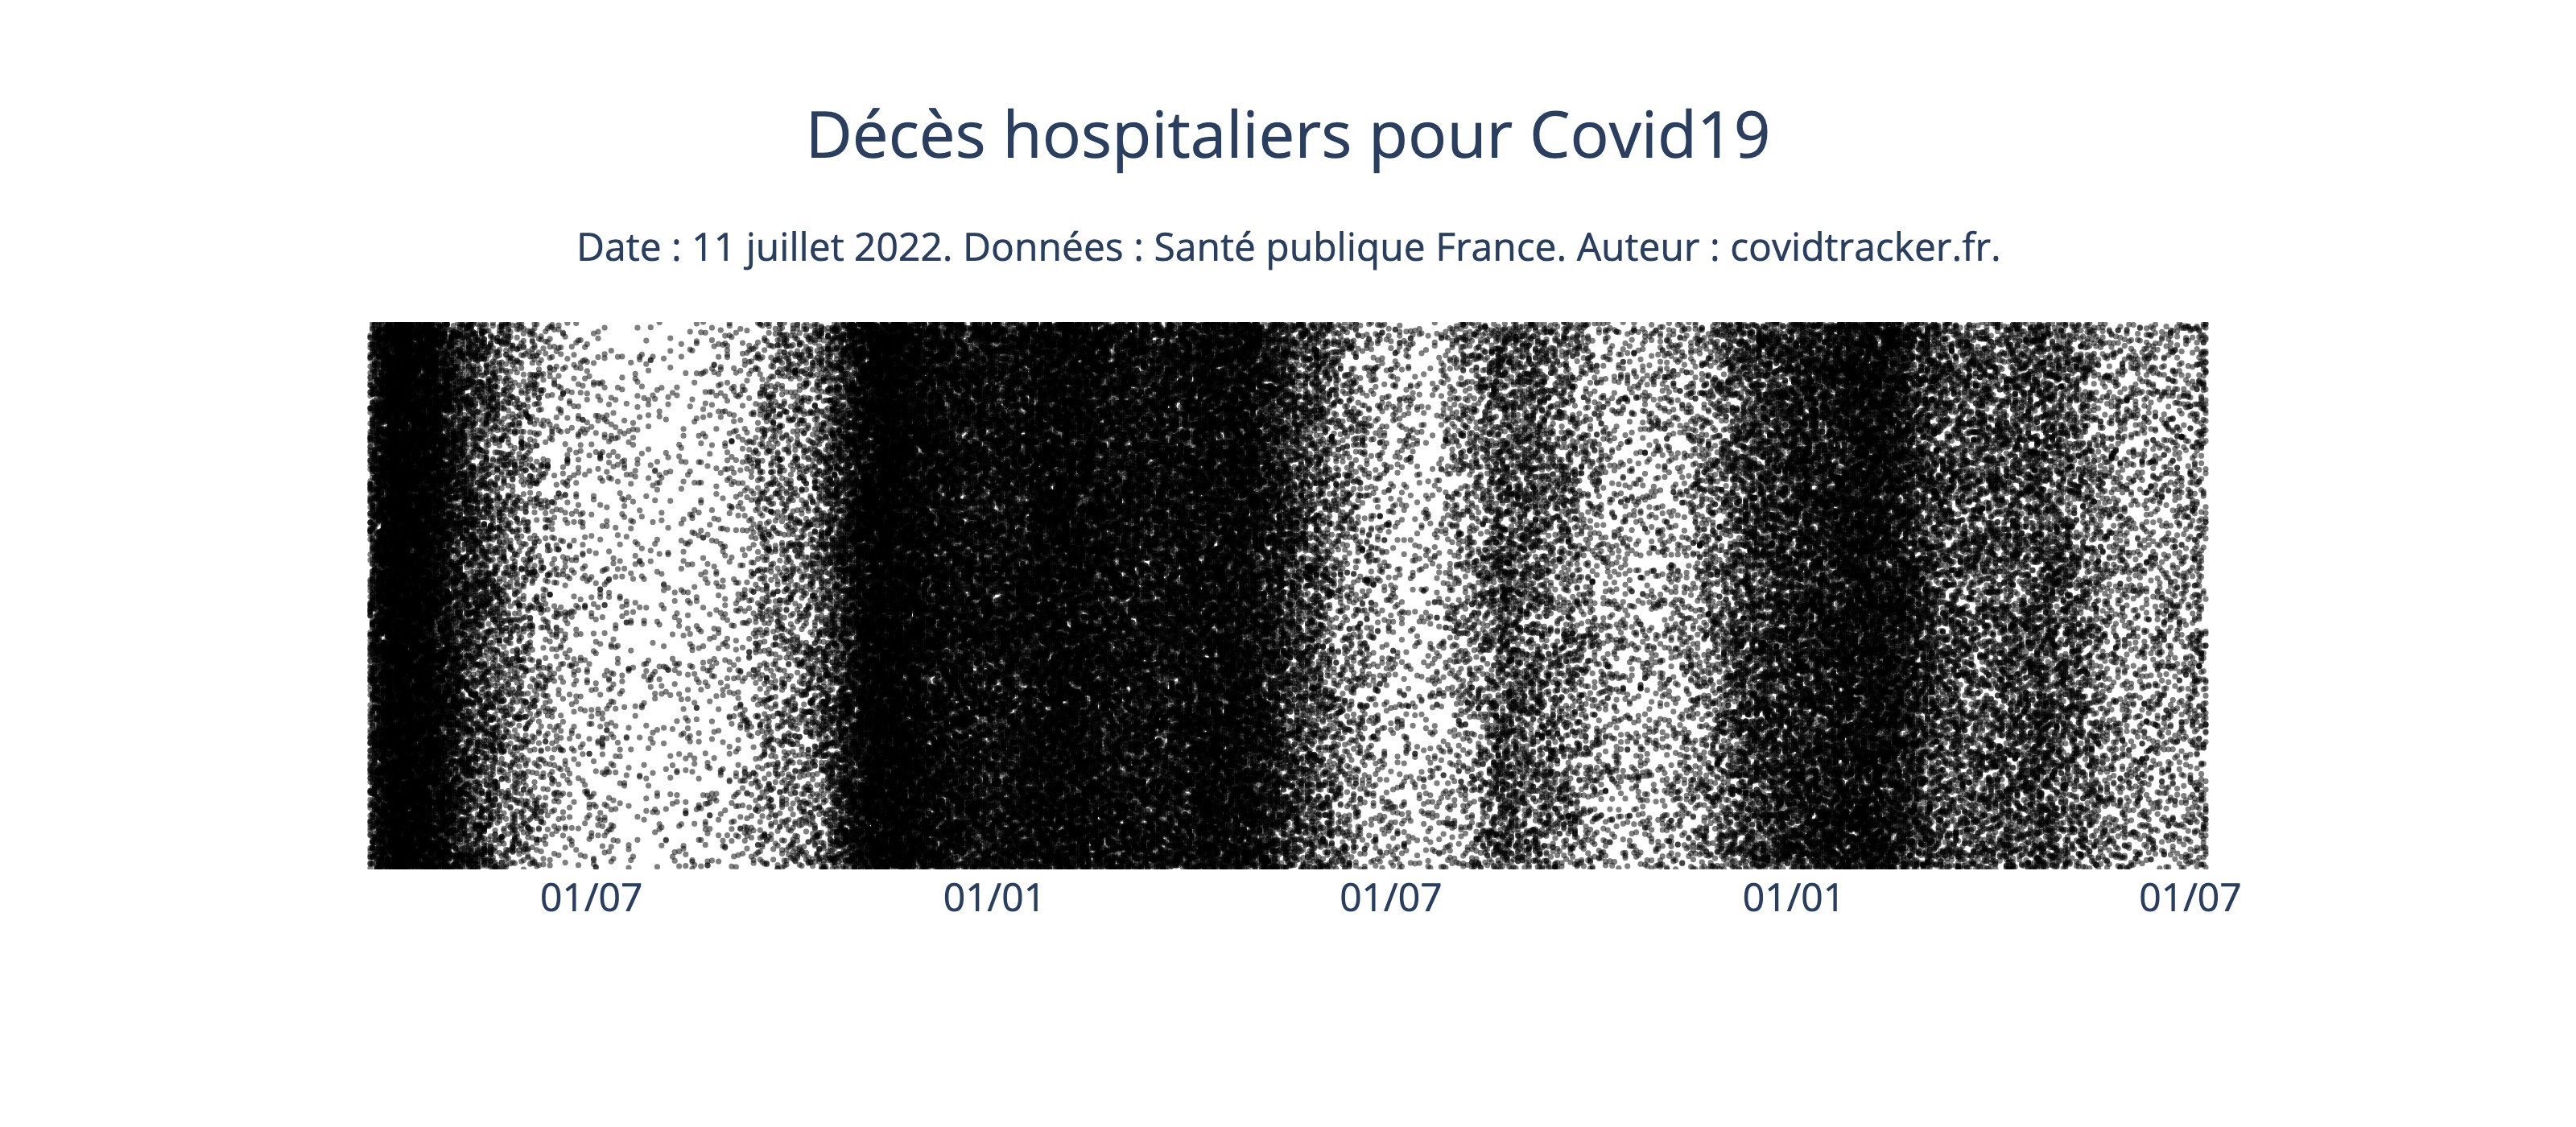 Décès hospitaliers pour Covid19
Date : 11 juillet 2022. Données : Santé publique France. Auteur : covidtracker.fr.
01/07 01/01 01/07 01/01 01/07